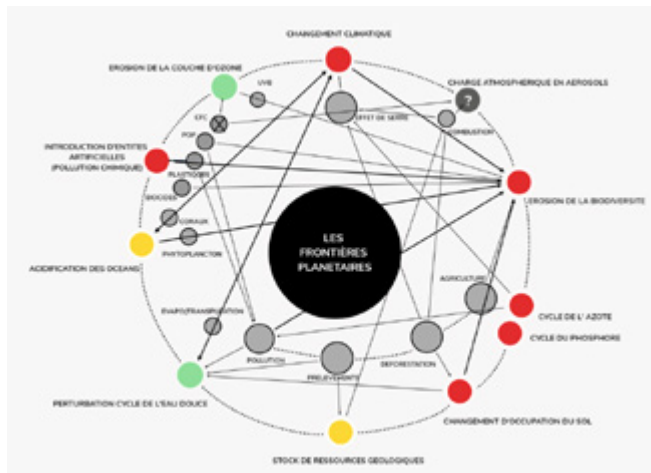 CHANGEMENT CLIMATIQUE
EROSION DE LA COUCHE D'OZONE
UVB
CHARGE ATMOSPHERIQUE EN AEROSOLS
?
CFC
EFFET DE SERRE
COMBUSTION
POP
INTRODUCTION D'ENTITES
ARTIFICIELLES
(POLLUTION CHIMIQUE)
PLASTIQUES
BIOCIDES
EROSION DE LA BIODIVERSITE
CORAUX
LES
FRONTIÈRES
PLANETAIRES
PHYTOPLANCTON
ACIDIFICATION DES OCEANS
AGRICULTURE
EVAPO/TRANSPIRATION
CYCLE DE L' AZOTE
CYCLE DU PHOSPHORE
POLLUTION
DEFORESTATION
PRELEVEMENTS
PERTURBATION CYCLE DE L'EAU DOUCE
CHANGEMENT D'OCCUPATION DU SOL
STOCK DE RESSOURCES GEOLOGIQUES